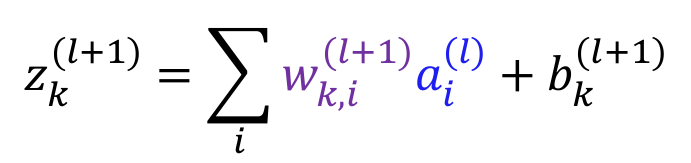 z_k^{(l+1)} = \sum_i w_{k,i}^{(l+1)} a_i^{(l)} + b_k^{(l+1)}